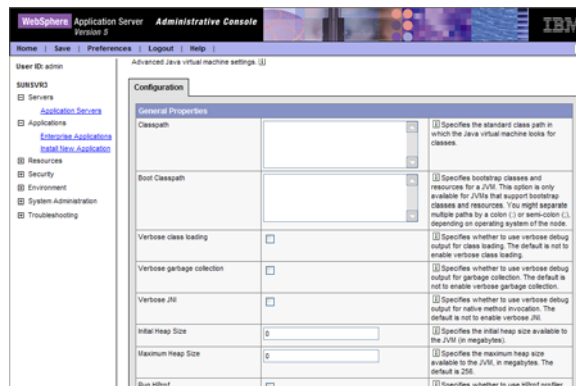 WebSphere Application Server Administrative Console
Version 5
IBM
Home | Save | Preferences | Logout | Help |
User ID: admin
SUNSVR3
Servers
Application Servers
Applications
Enterprise Applications
Install New Application
Resources
Security
Environment
System Administration
Troubleshooting
Advanced Java virtual machine settings.
Configuration
General Properties
Classpath
Specifies the standard class path in
which the Java virtual machine looks for
classes.
Boot Classpath
Specifies bootstrap classes and
resources for a JVM. This option is only
available for JVMs that support bootstrap
classes and resources. You might separate
multiple paths by a colon (:) or semi-colon (;),
depending on operating system of the node.
Verbose class loading
Specifies whether to use verbose debug
output for class loading. The default is not to
enable verbose class loading.
Verbose garbage collection
Specifies whether to use verbose debug
output for garbage collection. The default is
not to enable verbose garbage collection.
Verbose JNI
Specifies whether to use verbose debug
output for native method invocation. The
default is not to enable verbose JNI.
Initial Heap Size
0
Specifies the initial heap size available to
the JVM (in megabytes).
Maximum Heap Size
0
Specifies the maximum heap size
available to the JVM, in megabytes. The
default is 256.
Run HProf
Specifies whether to use HProf profiler